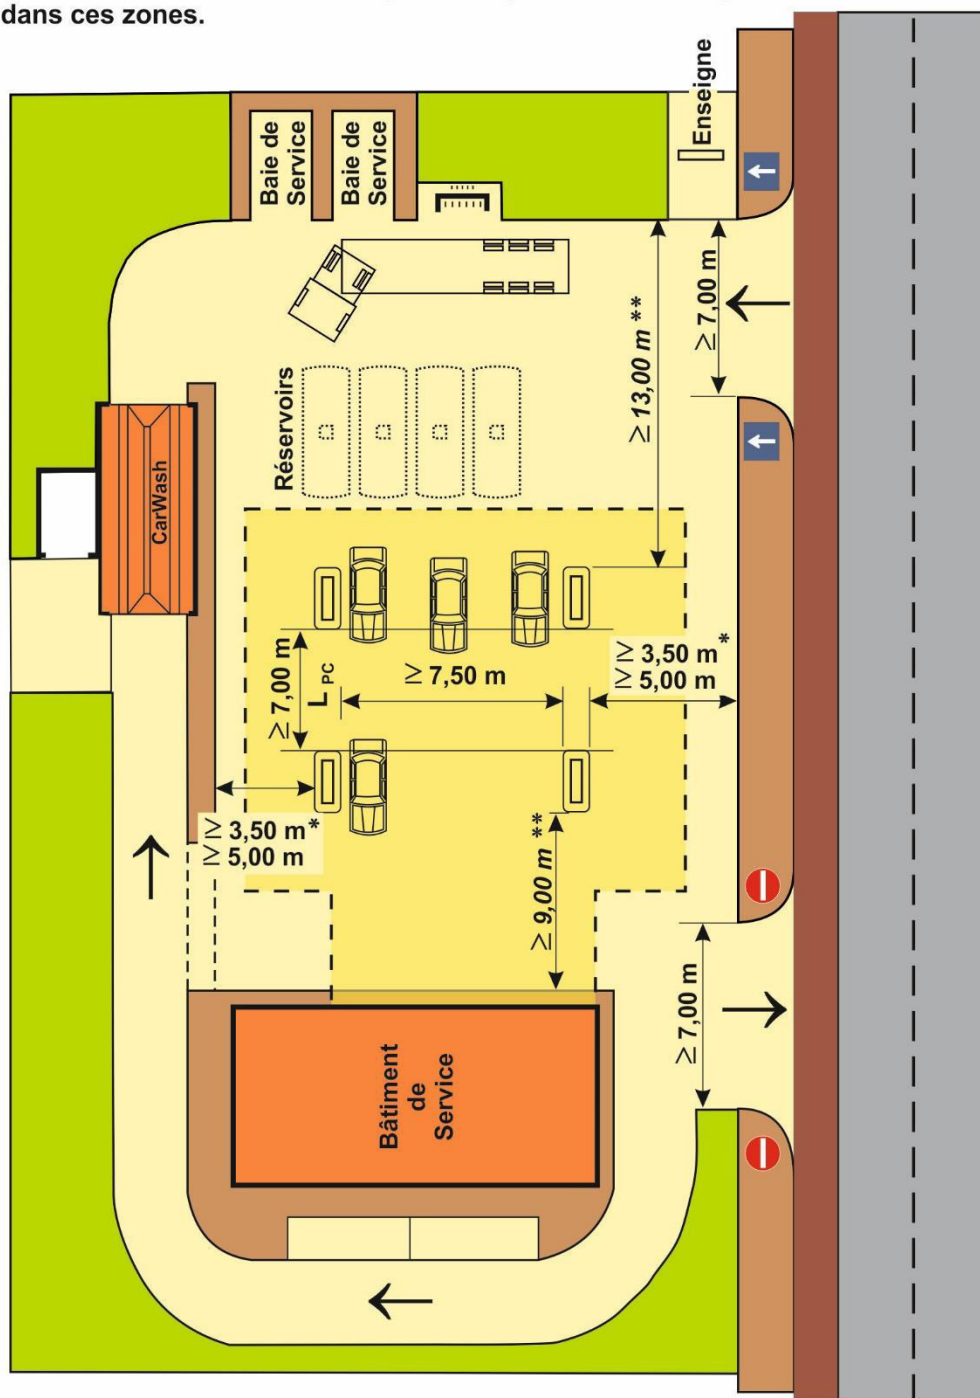 dans ces zones.
Enseigne
Baie de
Service
Baie de
Service
≥ 7,00 m
≥ 13,00 m **
Réservoirs
CarWash
≥ 7,00 m
L PC
≥ 7,50 m
≥ 3,50 m*
≥ 5,00 m
≥ 3,50 m*
≥ 5,00 m
≥ 9,00 m **
≥ 7,00 m
Bâtiment
de
Service